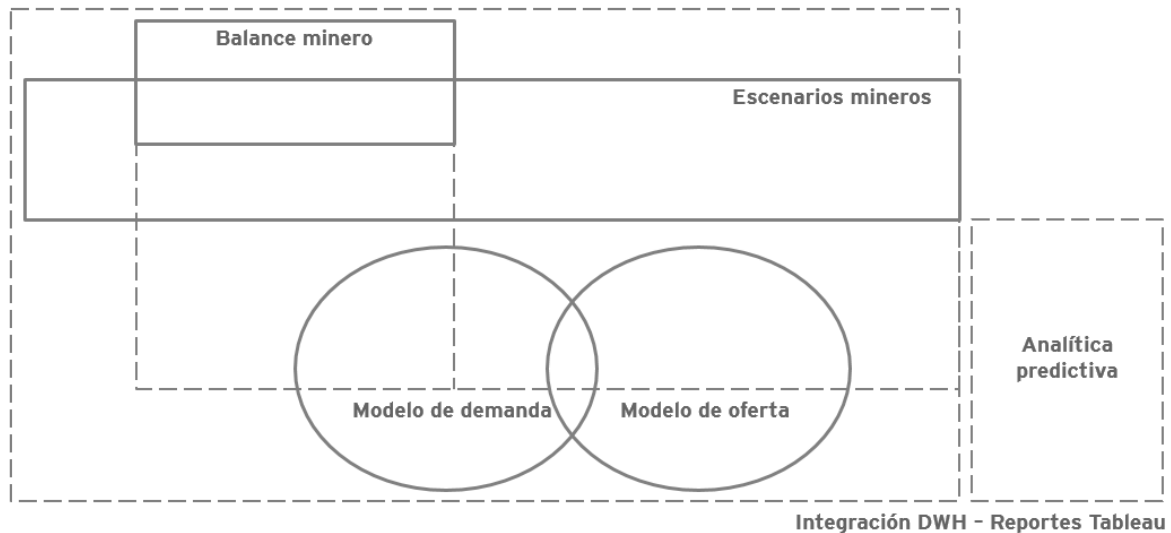 Balance minero
Escenarios mineros
Analítica
predictiva
Modelo de demanda
Modelo de oferta
Integración DWH – Reportes Tableau